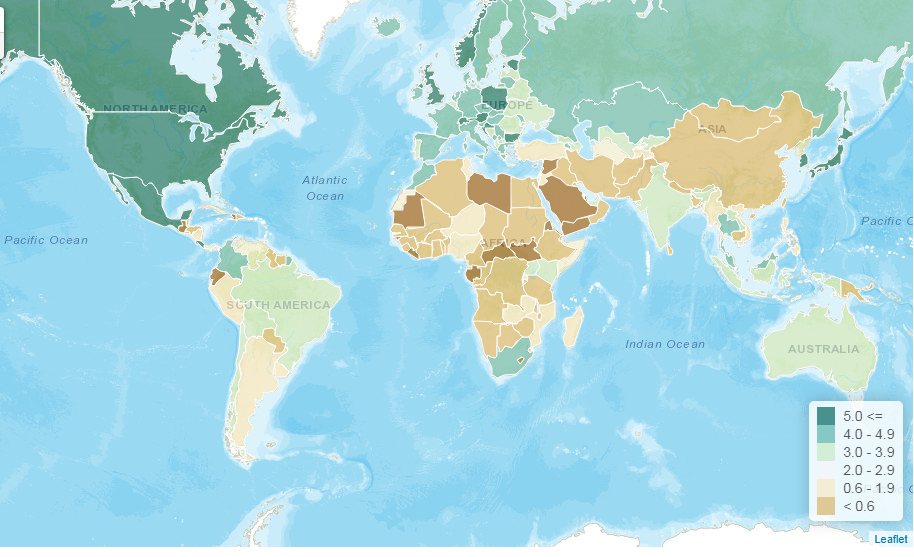 NORTH AMERICA
EUROPE
ASIA
Atlantic
Ocean
Pacific Ocean
Pacific O
AFRICA
SOUTH AMERICA
Indian Ocean
AUSTRALIA
5.0 <=
4.0 - 4.9
3.0 - 3.9
2.0 - 2.9
0.6 - 1.9
< 0.6
Leaflet